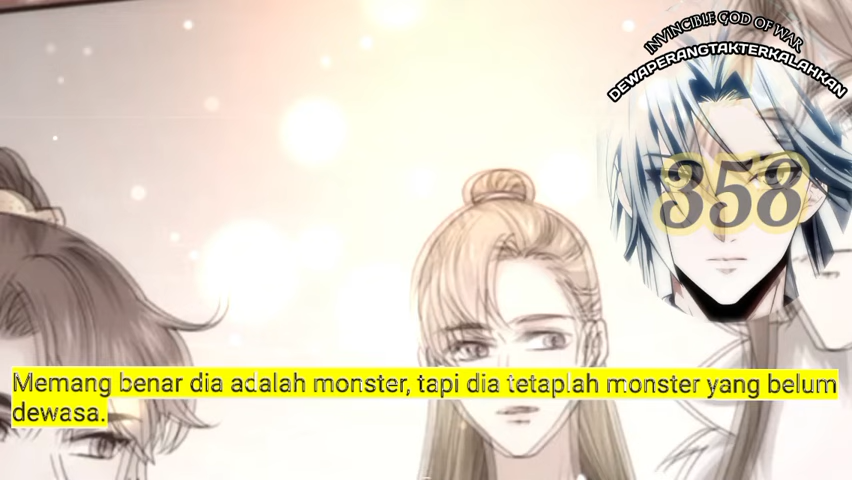 INVINCIBLE GOD OF WAR
DEWAPERANGTAKTERKALAHKAN
358
Memang benar dia adalah monster, tapi dia tetaplah monster yang belum
dewasa.